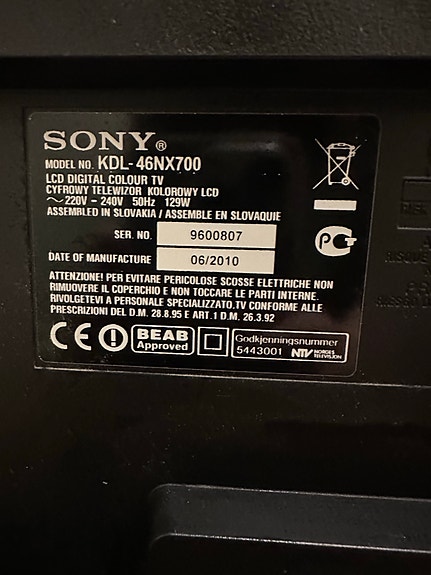 SONY®
MODEL NO. KDL-46NX700
LCD DIGITAL COLOUR TV
CYFROWY TELEWIZOR KOLOROWY LCD
~220V - 240V 50Hz 129W
ASSEMBLED IN SLOVAKIA / ASSEMBLE EN SLOVAQUIE
SER. NO. 9600807
DATE OF MANUFACTURE 06/2010
ATTENZIONE! PER EVITARE PERICOLOSE SCOSSE ELETTRICHE NON
RIMUOVERE IL COPERCHIO E NON TOCCARE LE PARTI INTERNE.
RIVOLGETEVI A PERSONALE SPECIALIZZATO.TV CONFORME ALLE
PRESCRIZIONI DEL D.M. 28.8.95 E ART.1 D.M. 26.3.92
CE
BEAB
Approved
Godkjenningsnummer
5443001 NTV NORGES
TELEVISJON